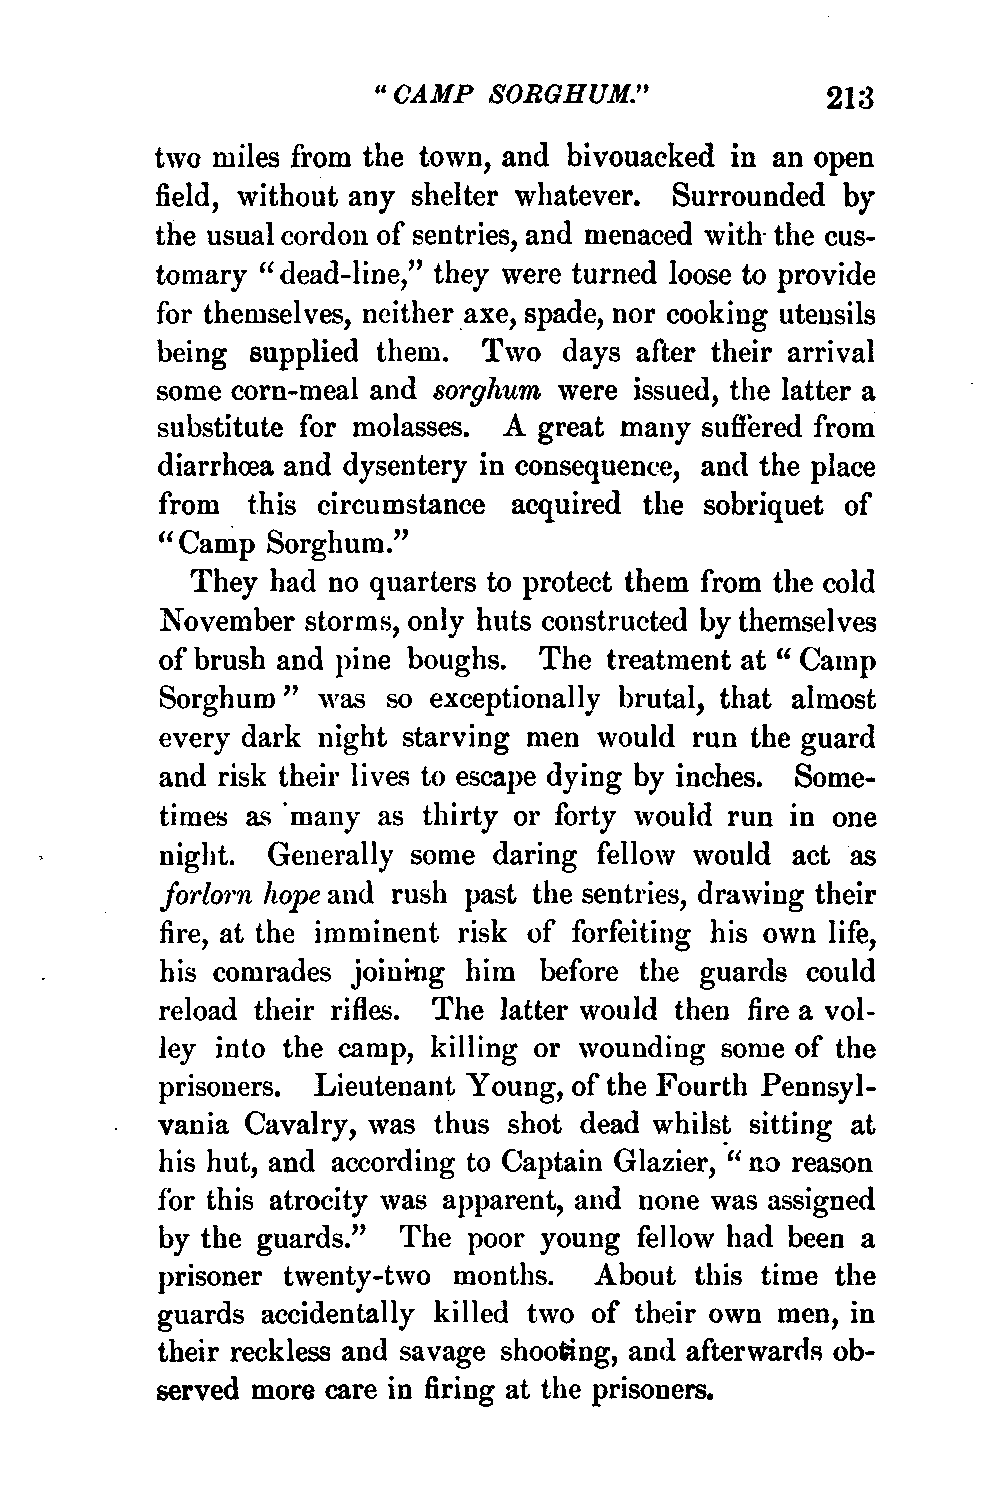 "CAMP SORGHUM." 213
two miles from the town, and bivouacked in an open
field, without any shelter whatever. Surrounded by
the usual cordon of sentries, and menaced with the cus-
tomary "dead-line," they were turned loose to provide
for themselves, neither axe, spade, nor cooking utensils
being supplied them. Two days after their arrival
some corn-meal and sorghum were issued, the latter a
substitute for molasses. A great many suffered from
diarrhœa and dysentery in consequence, and the place
from this circumstance acquired the sobriquet of
"Camp Sorghum."
They had no quarters to protect them from the cold
November storms, only huts constructed by themselves
of brush and pine boughs. The treatment at "Camp
Sorghum" was so exceptionally brutal, that almost
every dark night starving men would run the guard
and risk their lives to escape dying by inches. Some-
times as many as thirty or forty would run in one
night. Generally some daring fellow would act as
forlorn hope and rush past the sentries, drawing their
fire, at the imminent risk of forfeiting his own life,
his comrades joining him before the guards could
reload their rifles. The latter would then fire a vol-
ley into the camp, killing or wounding some of the
prisoners. Lieutenant Young, of the Fourth Pennsyl-
vania Cavalry, was thus shot dead whilst sitting at
his hut, and according to Captain Glazier, "no reason
for this atrocity was apparent, and none was assigned
by the guards." The poor young fellow had been a
prisoner twenty-two months. About this time the
guards accidentally killed two of their own men, in
their reckless and savage shooting, and afterwards ob-
served more care in firing at the prisoners.